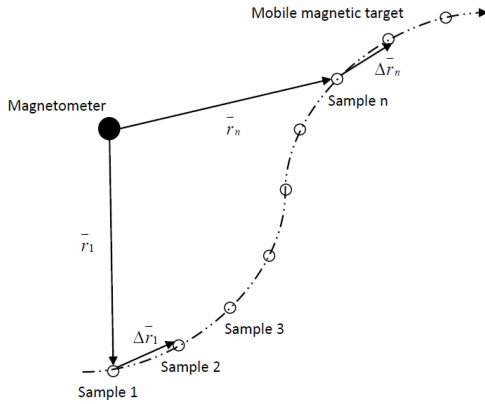 Mobile magnetic target
Δr̄ₙ
Sample n
Magnetometer
r̄ₙ
r̄₁
Sample 3
Δr̄₁
Sample 2
Sample 1